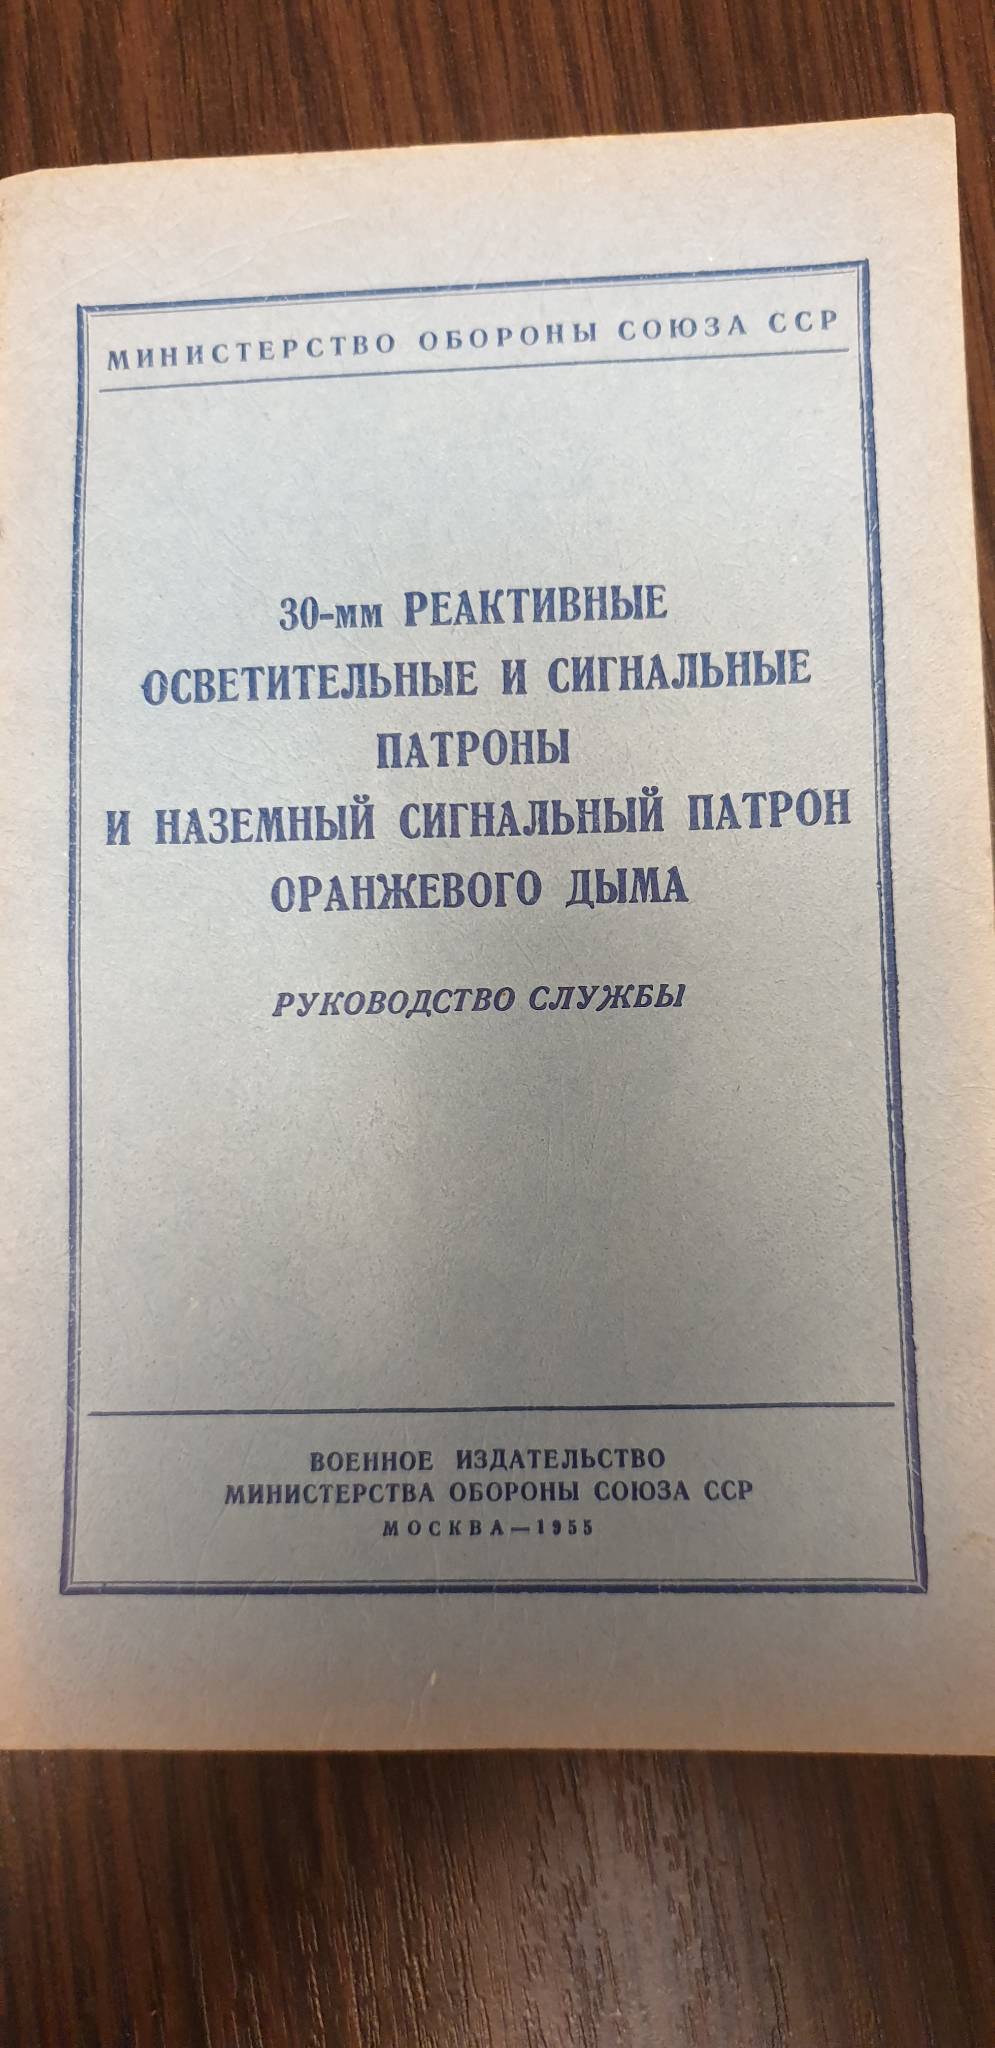 МИНИСТЕРСТВО ОБОРОНЫ СОЮЗА ССР
30-мм РЕАКТИВНЫЕ
ОСВЕТИТЕЛЬНЫЕ И СИГНАЛЬНЫЕ
ПАТРОНЫ
И НАЗЕМНЫЙ СИГНАЛЬНЫЙ ПАТРОН
ОРАНЖЕВОГО ДЫМА
РУКОВОДСТВО СЛУЖБЫ
ВОЕННОЕ ИЗДАТЕЛЬСТВО
МИНИСТЕРСТВА ОБОРОНЫ СОЮЗА ССР
МОСКВА—1955